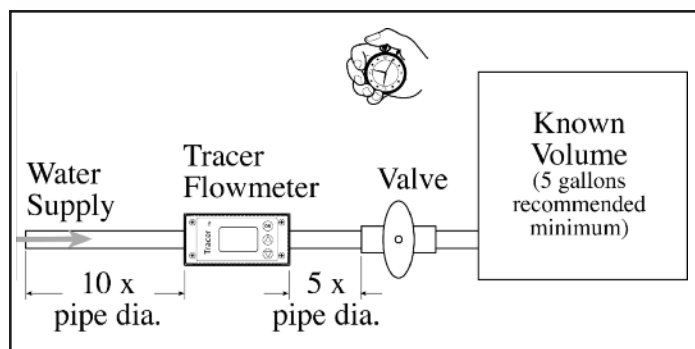 Water
Supply
Tracer
Flowmeter
Valve
Known
Volume
(5 gallons
recommended
minimum)
Tracer
10 x
pipe dia.
5 x
pipe dia.